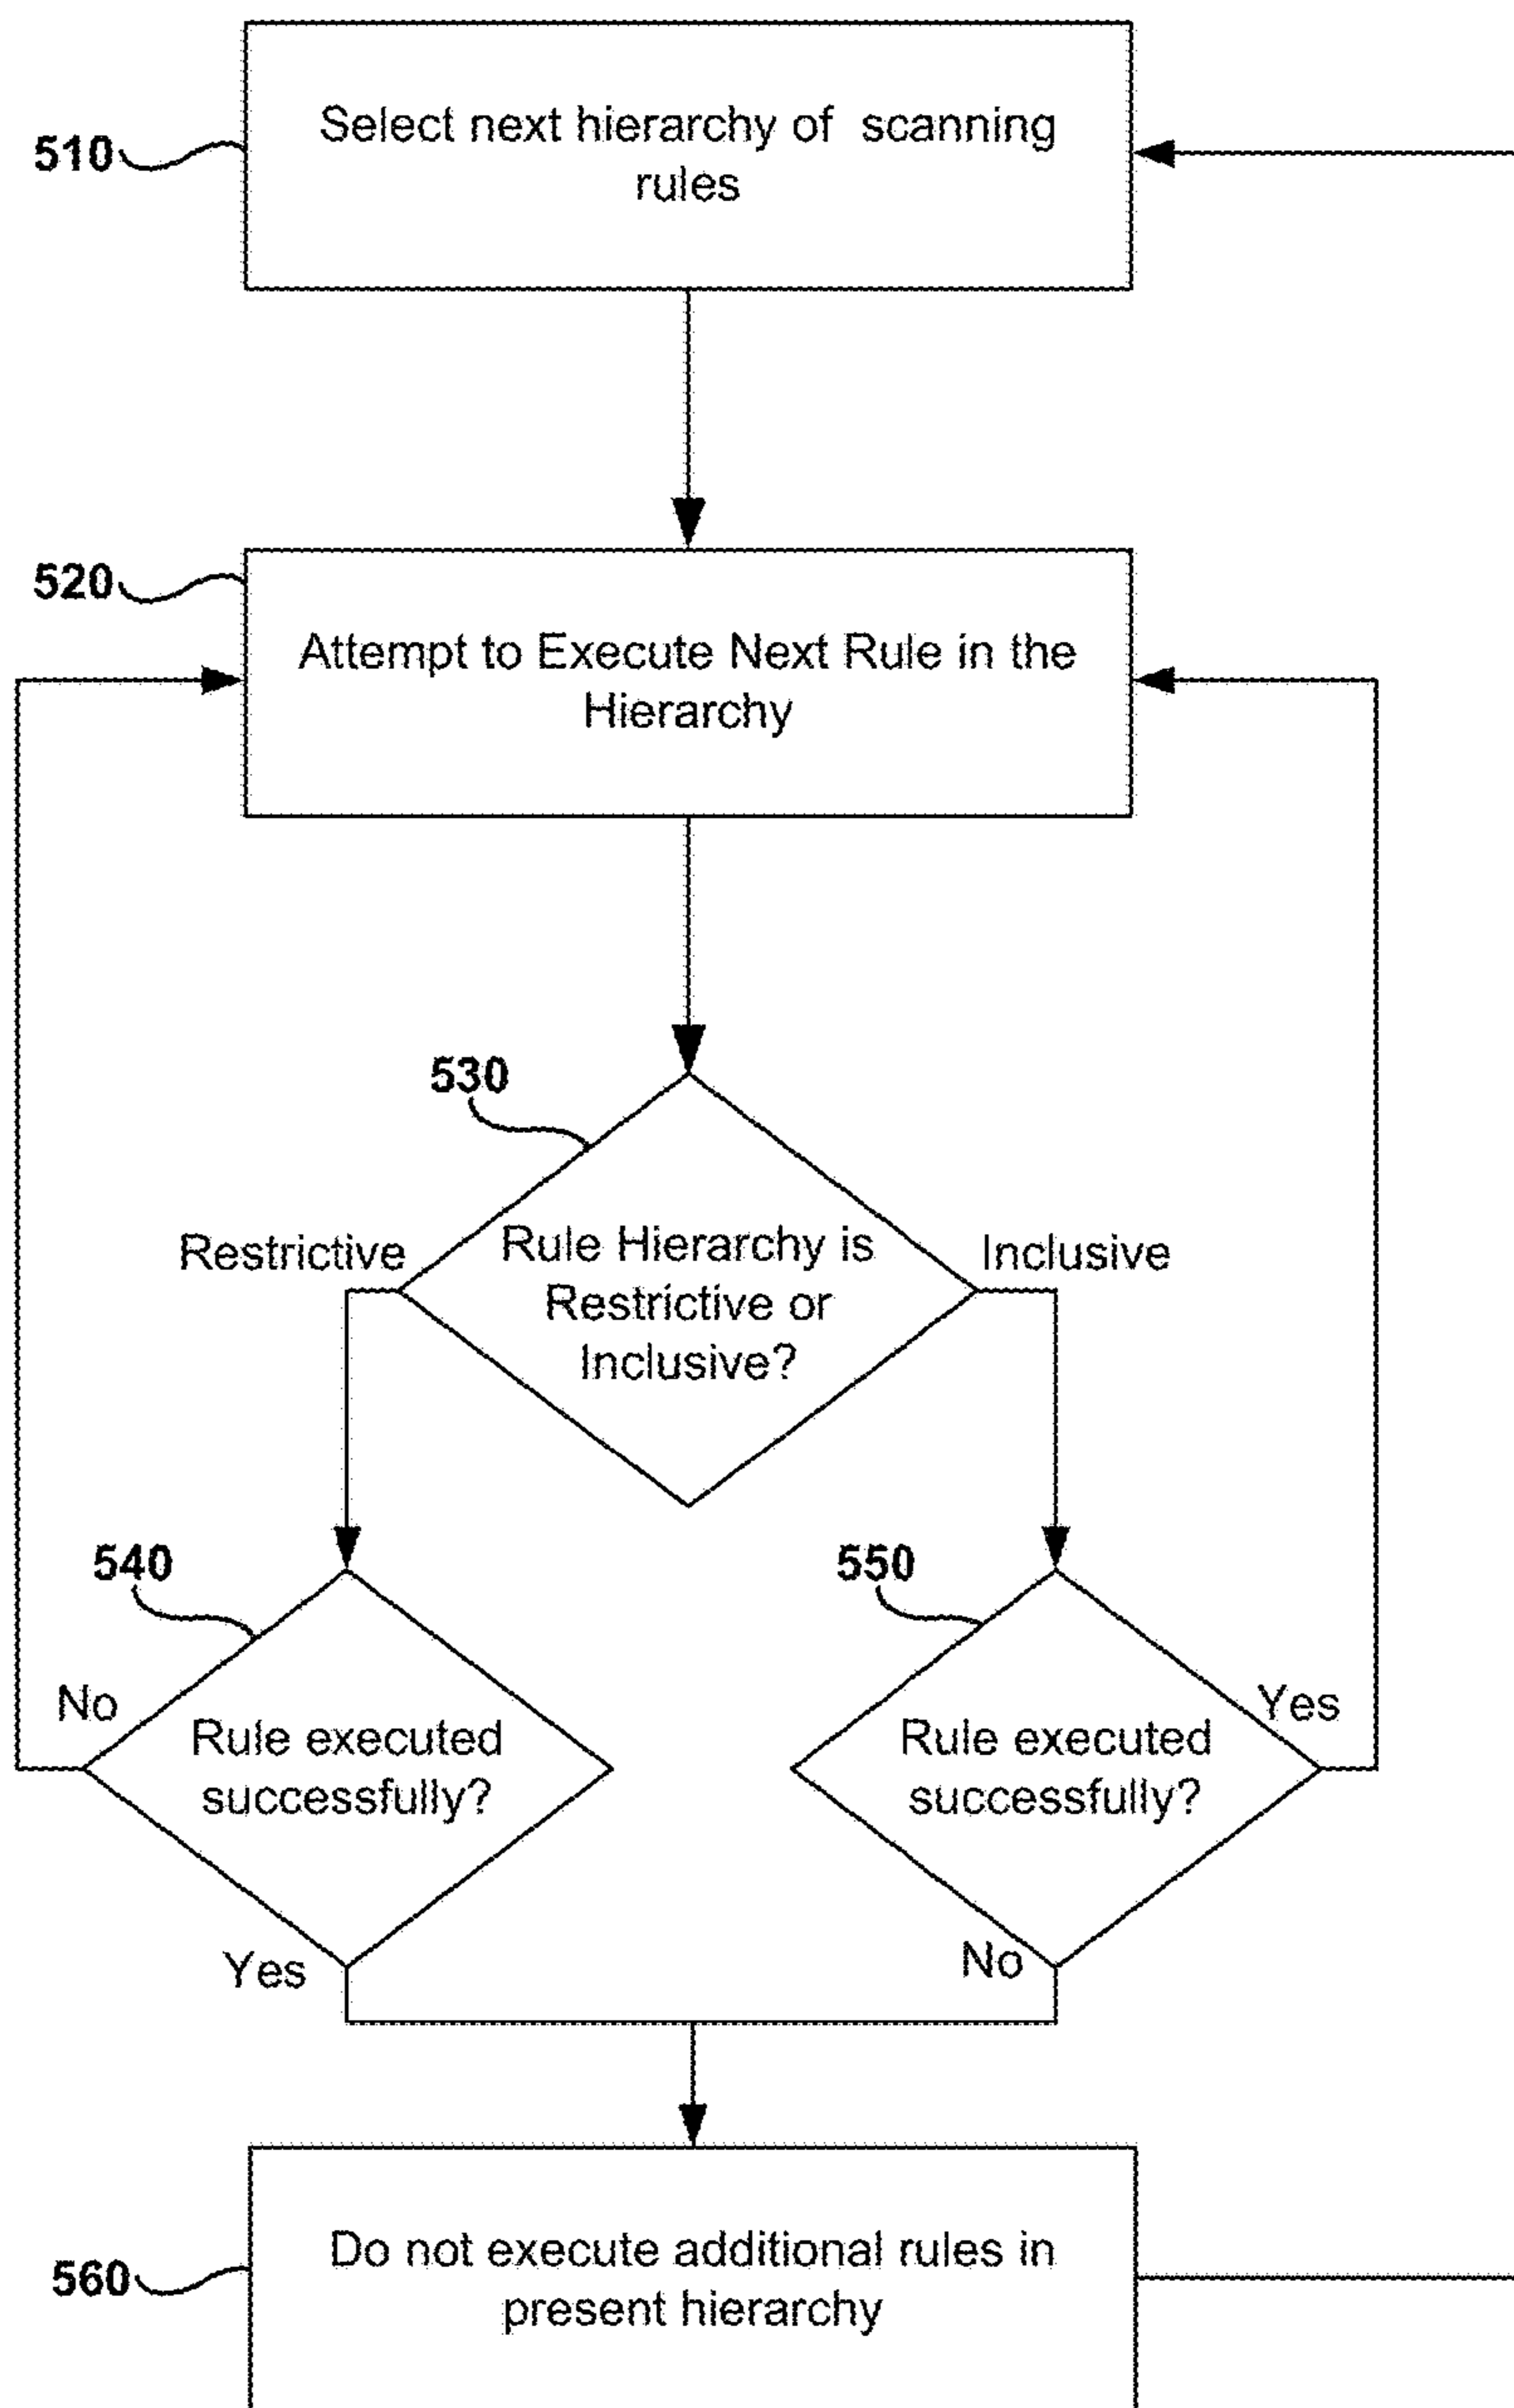 510
Select next hierarchy of scanning
rules
520
Attempt to Execute Next Rule in the
Hierarchy
530
Restrictive
Rule Hierarchy is
Restrictive or
Inclusive?
Inclusive
540
550
No
Rule executed
successfully?
Yes
Rule executed
successfully?
Yes
No
560
Do not execute additional rules in
present hierarchy